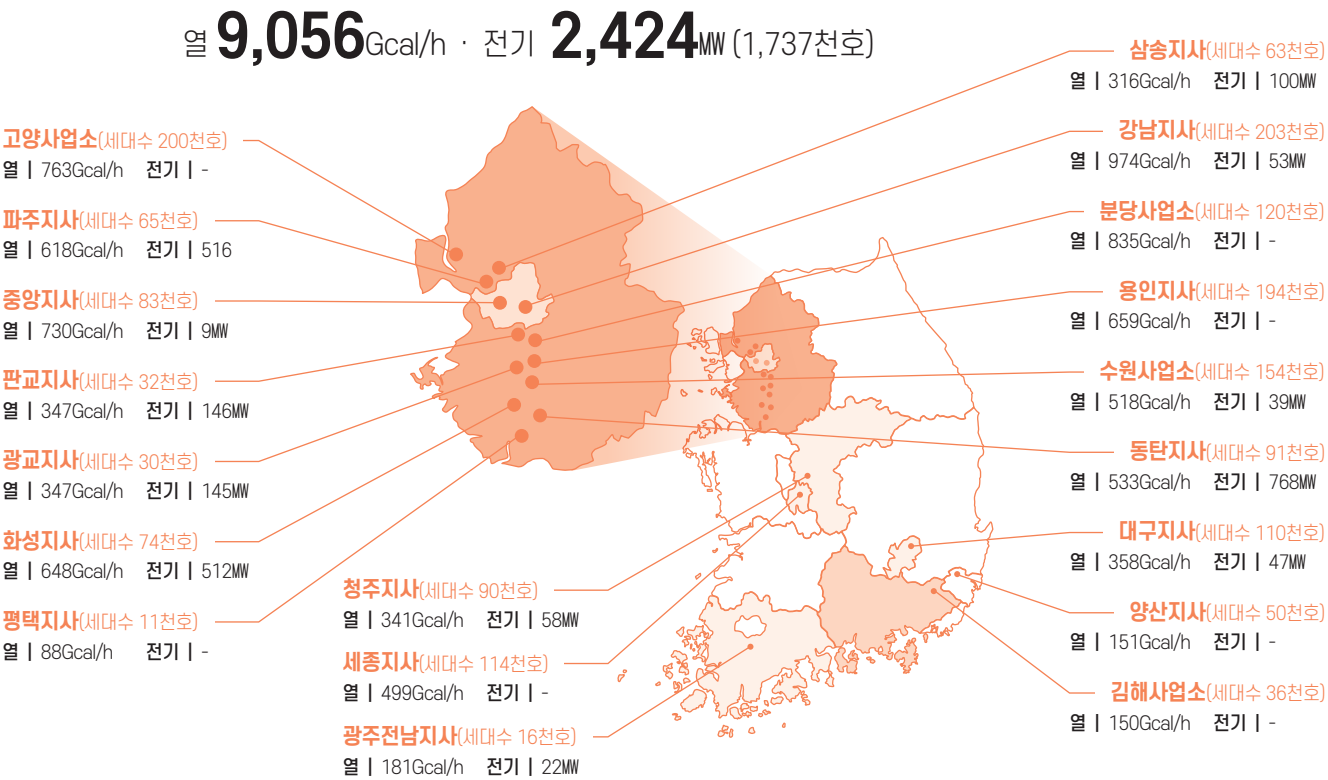 열 9,056Gcal/h · 전기 2,424MW (1,737천호)
고양사업소(세대수 200천호)
열 | 763Gcal/h 전기 | -
파주지사(세대수 65천호)
열 | 618Gcal/h 전기 | 516
중앙지사(세대수 83천호)
열 | 730Gcal/h 전기 | 9MW
판교지사(세대수 32천호)
열 | 347Gcal/h 전기 | 146MW
광교지사(세대수 30천호)
열 | 347Gcal/h 전기 | 145MW
화성지사(세대수 74천호)
열 | 648Gcal/h 전기 | 512MW
평택지사(세대수 11천호)
열 | 88Gcal/h 전기 | -
청주지사(세대수 90천호)
열 | 341Gcal/h 전기 | 58MW
세종지사(세대수 114천호)
열 | 499Gcal/h 전기 | -
광주전남지사(세대수 16천호)
열 | 181Gcal/h 전기 | 22MW
삼송지사(세대수 63천호)
열 | 316Gcal/h 전기 | 100MW
강남지사(세대수 203천호)
열 | 974Gcal/h 전기 | 53MW
분당사업소(세대수 120천호)
열 | 835Gcal/h 전기 | -
용인지사(세대수 194천호)
열 | 659Gcal/h 전기 | -
수원사업소(세대수 154천호)
열 | 518Gcal/h 전기 | 39MW
동탄지사(세대수 91천호)
열 | 533Gcal/h 전기 | 768MW
대구지사(세대수 110천호)
열 | 358Gcal/h 전기 | 47MW
양산지사(세대수 50천호)
열 | 151Gcal/h 전기 | -
김해사업소(세대수 36천호)
열 | 150Gcal/h 전기 | -